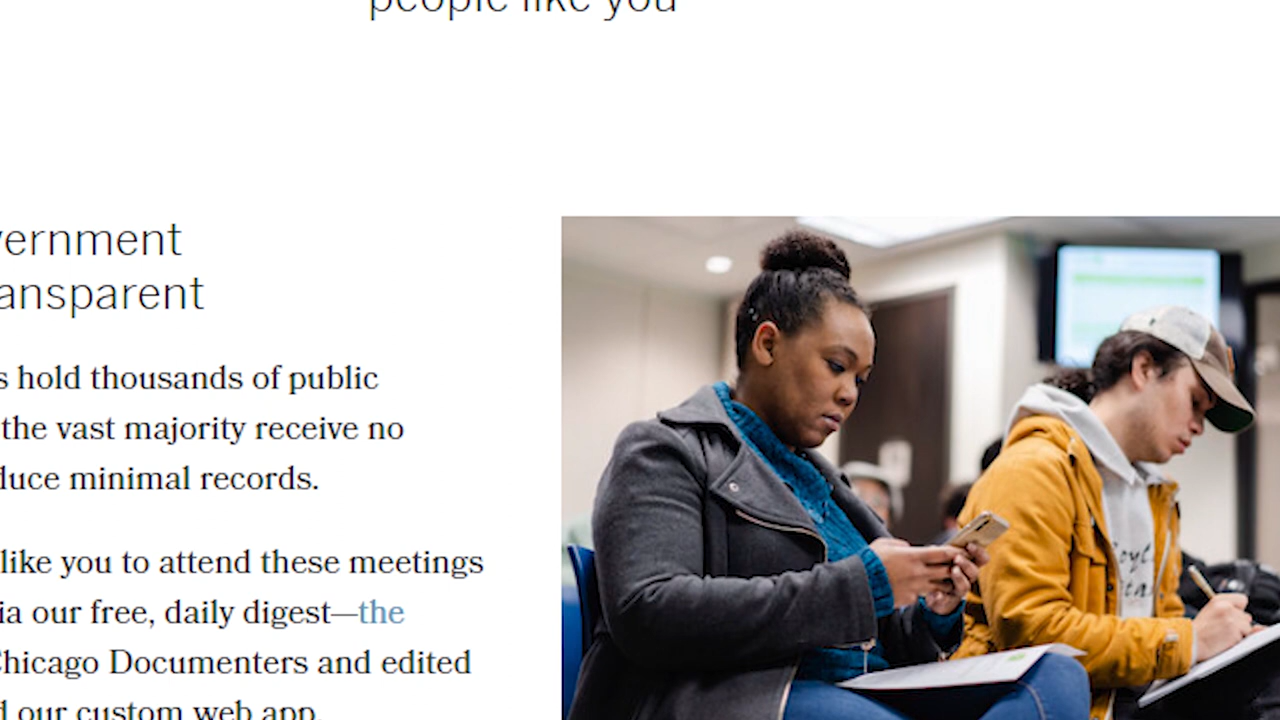 people like you
vernment
ansparent
s hold thousands of public
the vast majority receive no
duce minimal records.
like you to attend these meetings
ia our free, daily digest—the
Chicago Documenters and edited
d our custom web app.